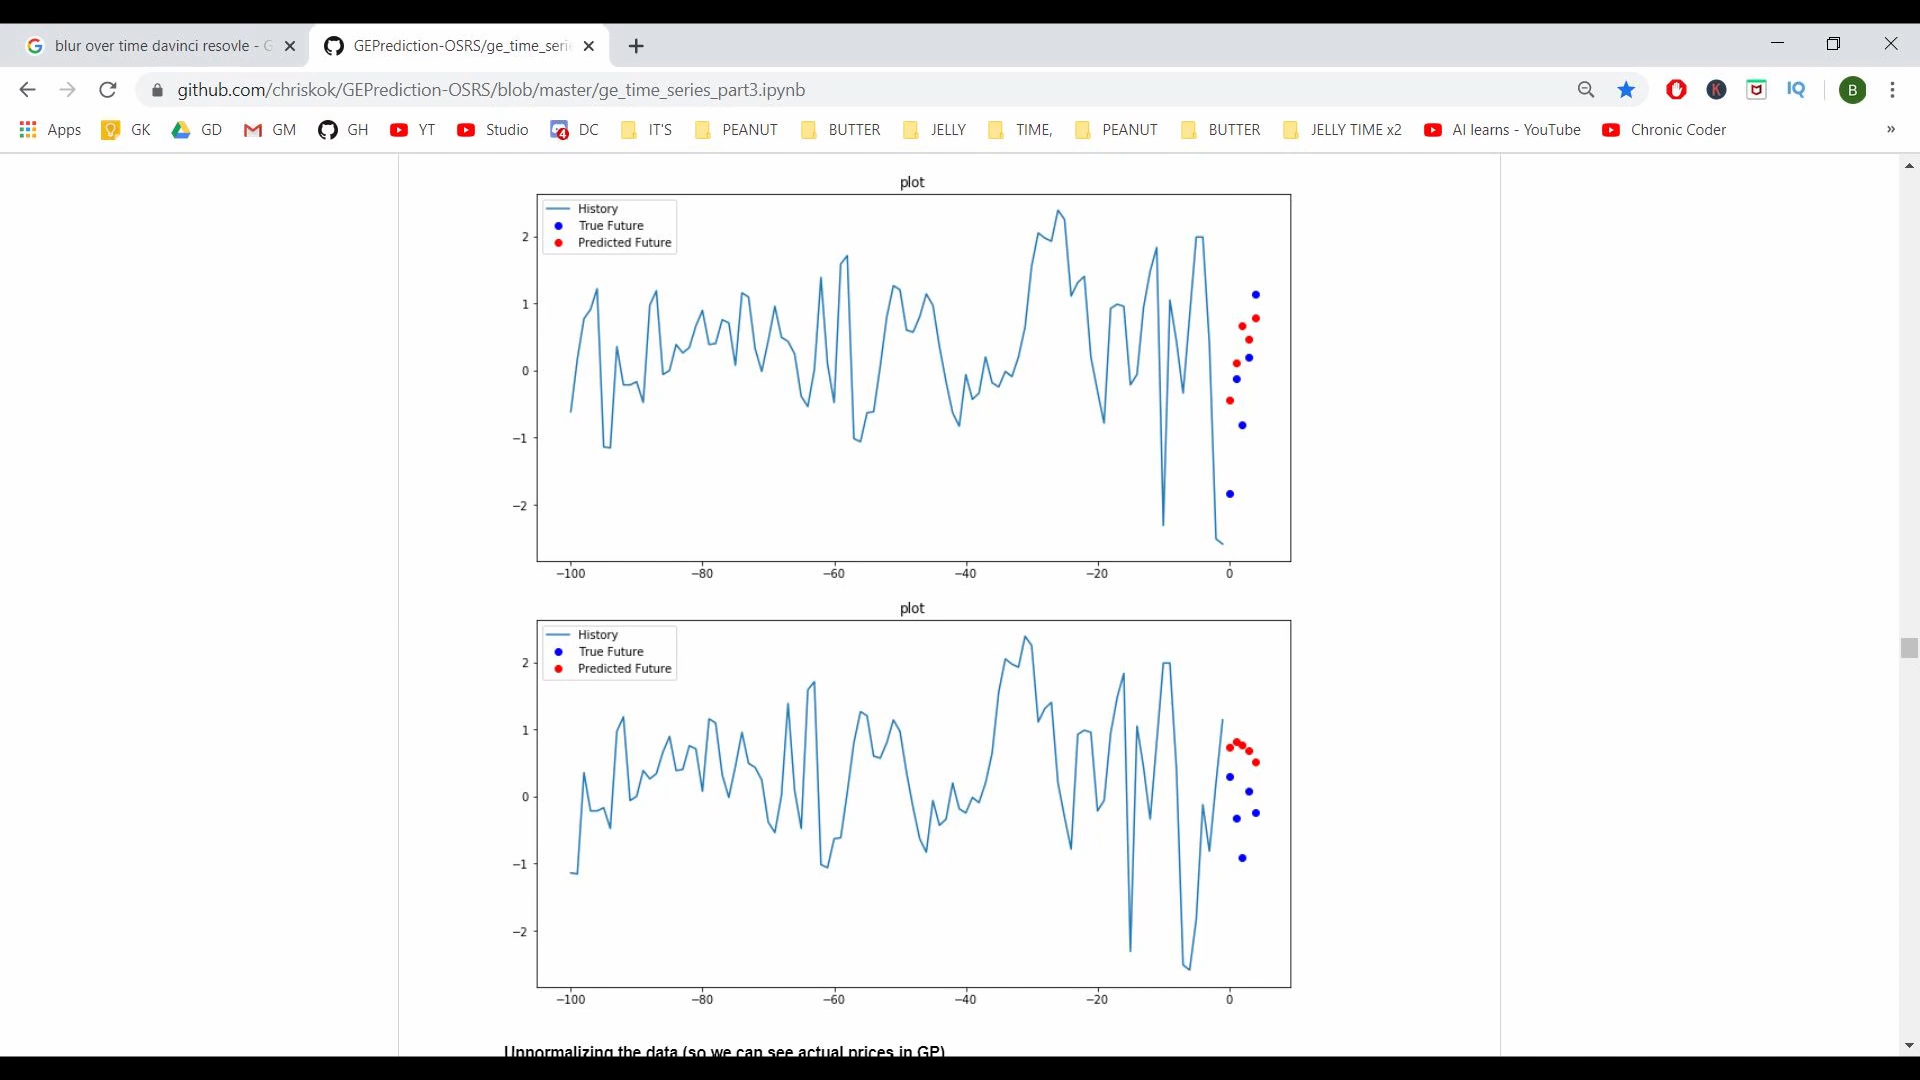 blur over time davinci resovle - G
GEPrediction-OSRS/ge_time_seri
github.com/chriskok/GEPrediction-OSRS/blob/master/ge_time_series_part3.ipynb
K
IQ
B
Apps GK GD GM GH YT Studio 4 DC IT'S PEANUT BUTTER JELLY TIME, PEANUT BUTTER JELLY TIME x2 AI learns - YouTube Chronic Coder »
plot
History
True Future
Predicted Future
2
1
0
−1
−2
−100 −80 −60 −40 −20 0
plot
History
True Future
Predicted Future
2
1
0
−1
−2
−100 −80 −60 −40 −20 0
Unnormalizing the data (so we can see actual prices in GP)